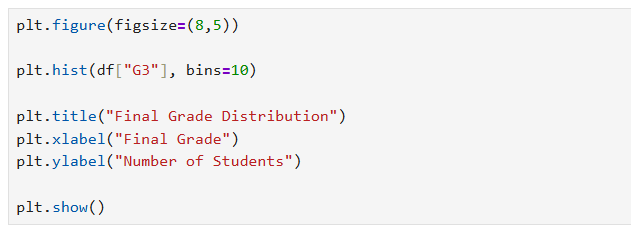 plt.figure(figsize=(8,5))
plt.hist(df["G3"], bins=10)
plt.title("Final Grade Distribution")
plt.xlabel("Final Grade")
plt.ylabel("Number of Students")
plt.show()